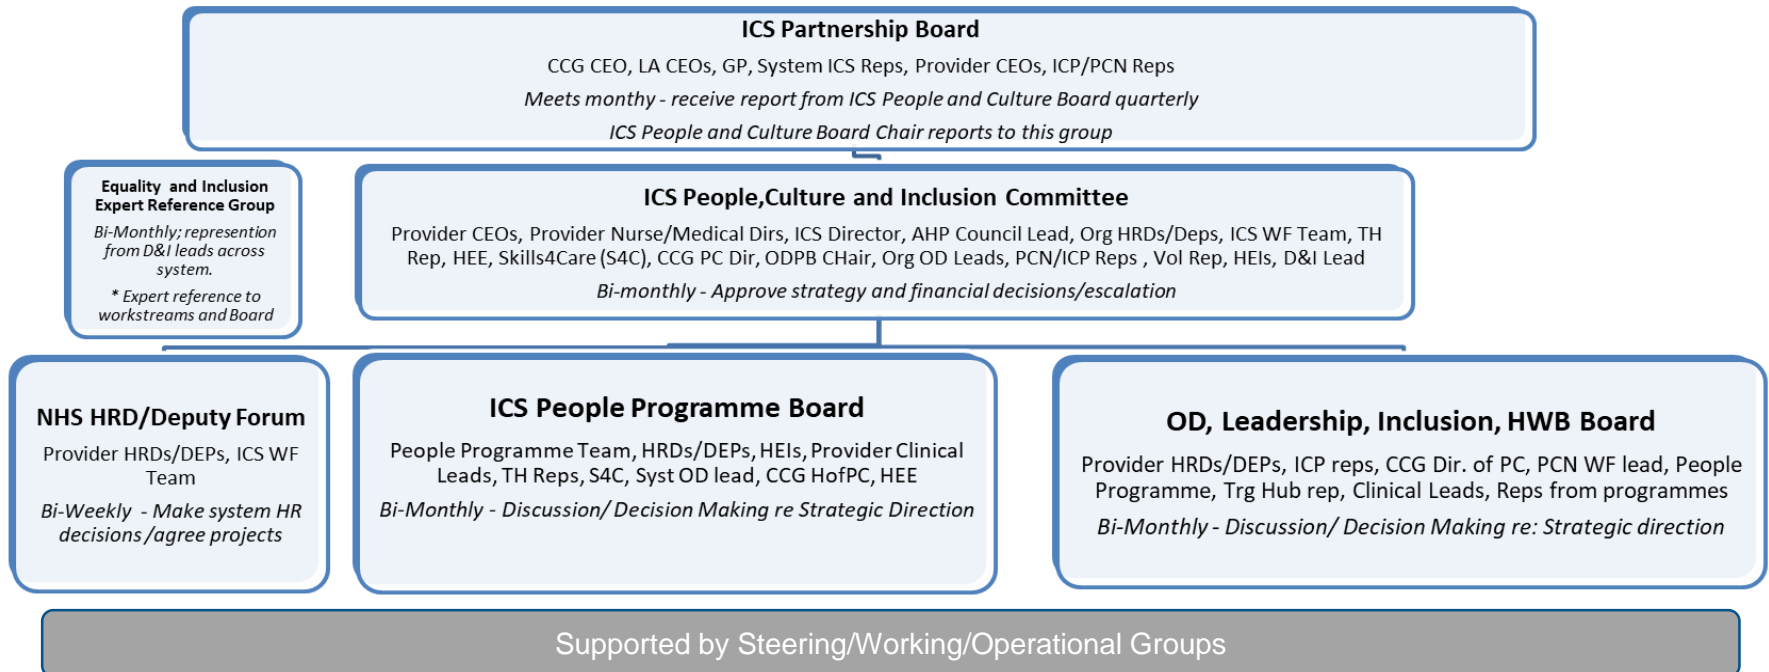 ICS Partnership Board
CCG CEO, LA CEOs, GP, System ICS Reps, Provider CEOs, ICP/PCN Reps
Meets monthy - receive report from ICS People and Culture Board quarterly
ICS People and Culture Board Chair reports to this group
Equality and Inclusion
Expert Reference Group
Bi-Monthly; represention
from D&I leads across
system.
* Expert reference to
workstreams and Board
ICS People,Culture and Inclusion Committee
Provider CEOs, Provider Nurse/Medical Dirs, ICS Director, AHP Council Lead, Org HRDs/Deps, ICS WF Team, TH
Rep, HEE, Skills4Care (S4C), CCG PC Dir, ODPB CHair, Org OD Leads, PCN/ICP Reps , Vol Rep, HEIs, D&I Lead
Bi-monthly - Approve strategy and financial decisions/escalation
NHS HRD/Deputy Forum
Provider HRDs/DEPs, ICS WF
Team
Bi-Weekly - Make system HR
decisions /agree projects
ICS People Programme Board
People Programme Team, HRDs/DEPs, HEIs, Provider Clinical
Leads, TH Reps, S4C, Syst OD lead, CCG HofPC, HEE
Bi-Monthly - Discussion/ Decision Making re Strategic Direction
OD, Leadership, Inclusion, HWB Board
Provider HRDs/DEPs, ICP reps, CCG Dir. of PC, PCN WF lead, People
Programme, Trg Hub rep, Clinical Leads, Reps from programmes
Bi-Monthly - Discussion/ Decision Making re: Strategic direction
Supported by Steering/Working/Operational Groups